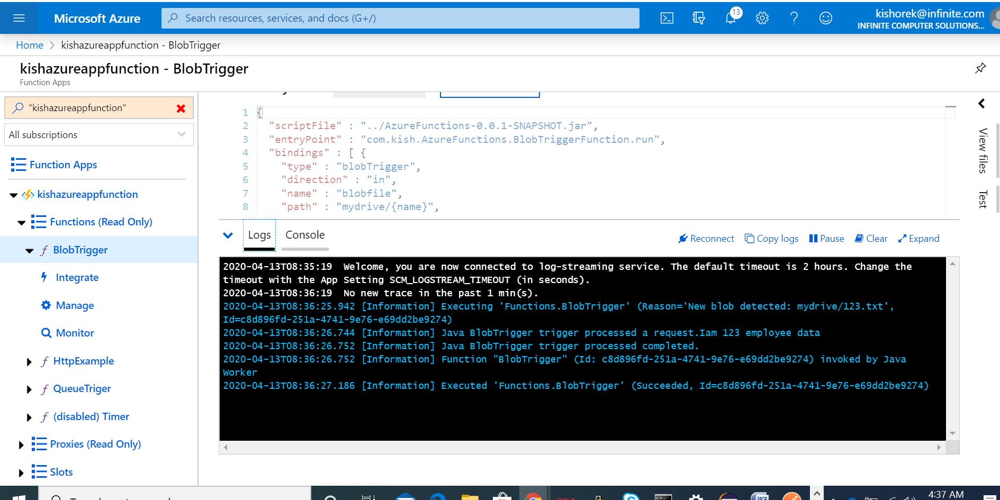 Microsoft Azure
Search resources, services, and docs (G+/)
13
kishorek@infinite.com
INFINITE COMPUTER SOLUTIONS...
Home > kishazureappfunction - BlobTrigger
kishazureappfunction - BlobTrigger
Function Apps
"kishazureappfunction"
All subscriptions
Function Apps
kishazureappfunction
Functions (Read Only)
BlobTrigger
Integrate
Manage
Monitor
HttpExample
QueueTriger
(disabled) Timer
Proxies (Read Only)
Slots
1 {
2 "scriptFile" : "../AzureFunctions-0.0.1-SNAPSHOT.jar",
3 "entryPoint" : "com.kish.AzureFunctions.BlobTriggerFunction.run",
4 "bindings" : [ {
5 "type" : "blobTrigger",
6 "direction" : "in",
7 "name" : "blobfile",
8 "path" : "mydrive/{name}",
View files
Test
Logs
Console
Reconnect
Copy logs
Pause
Clear
Expand
2020-04-13T08:35:19  Welcome, you are now connected to log-streaming service. The default timeout is 2 hours. Change the
timeout with the App Setting SCM_LOGSTREAM_TIMEOUT (in seconds).
2020-04-13T08:36:19  No new trace in the past 1 min(s).
2020-04-13T08:36:25.942 [Information] Executing 'Functions.BlobTrigger' (Reason='New blob detected: mydrive/123.txt',
Id=c8d896fd-251a-4741-9e76-e69dd2be9274)
2020-04-13T08:36:26.744 [Information] Java BlobTrigger trigger processed a request.Iam 123 employee data
2020-04-13T08:36:26.752 [Information] Java BlobTrigger trigger processed completed.
2020-04-13T08:36:26.752 [Information] Function "BlobTrigger" (Id: c8d896fd-251a-4741-9e76-e69dd2be9274) invoked by Java
Worker
2020-04-13T08:36:27.186 [Information] Executed 'Functions.BlobTrigger' (Succeeded, Id=c8d896fd-251a-4741-9e76-e69dd2be9274)
4:37 AM